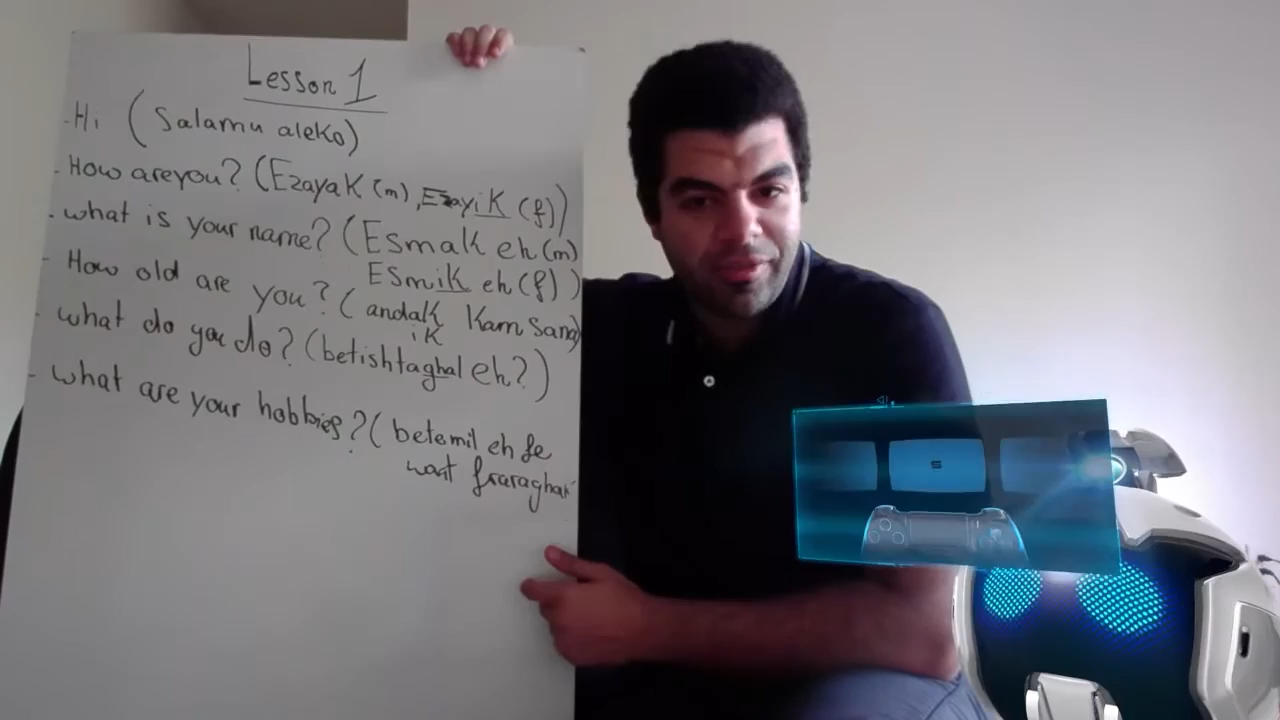 Lesson 1
- Hi (Salamu aleko)
- How are you? (EzayaK (m), EzayiK (f))
- what is your name? (Esmak eh (m)
ESmiK eh (f))
- How old are you? (andak Kam Sana)
iK
- what do you do? (betishtaghal eh?)
- what are your hobbies? (betemil eh fe
wa2t fraraghak
S